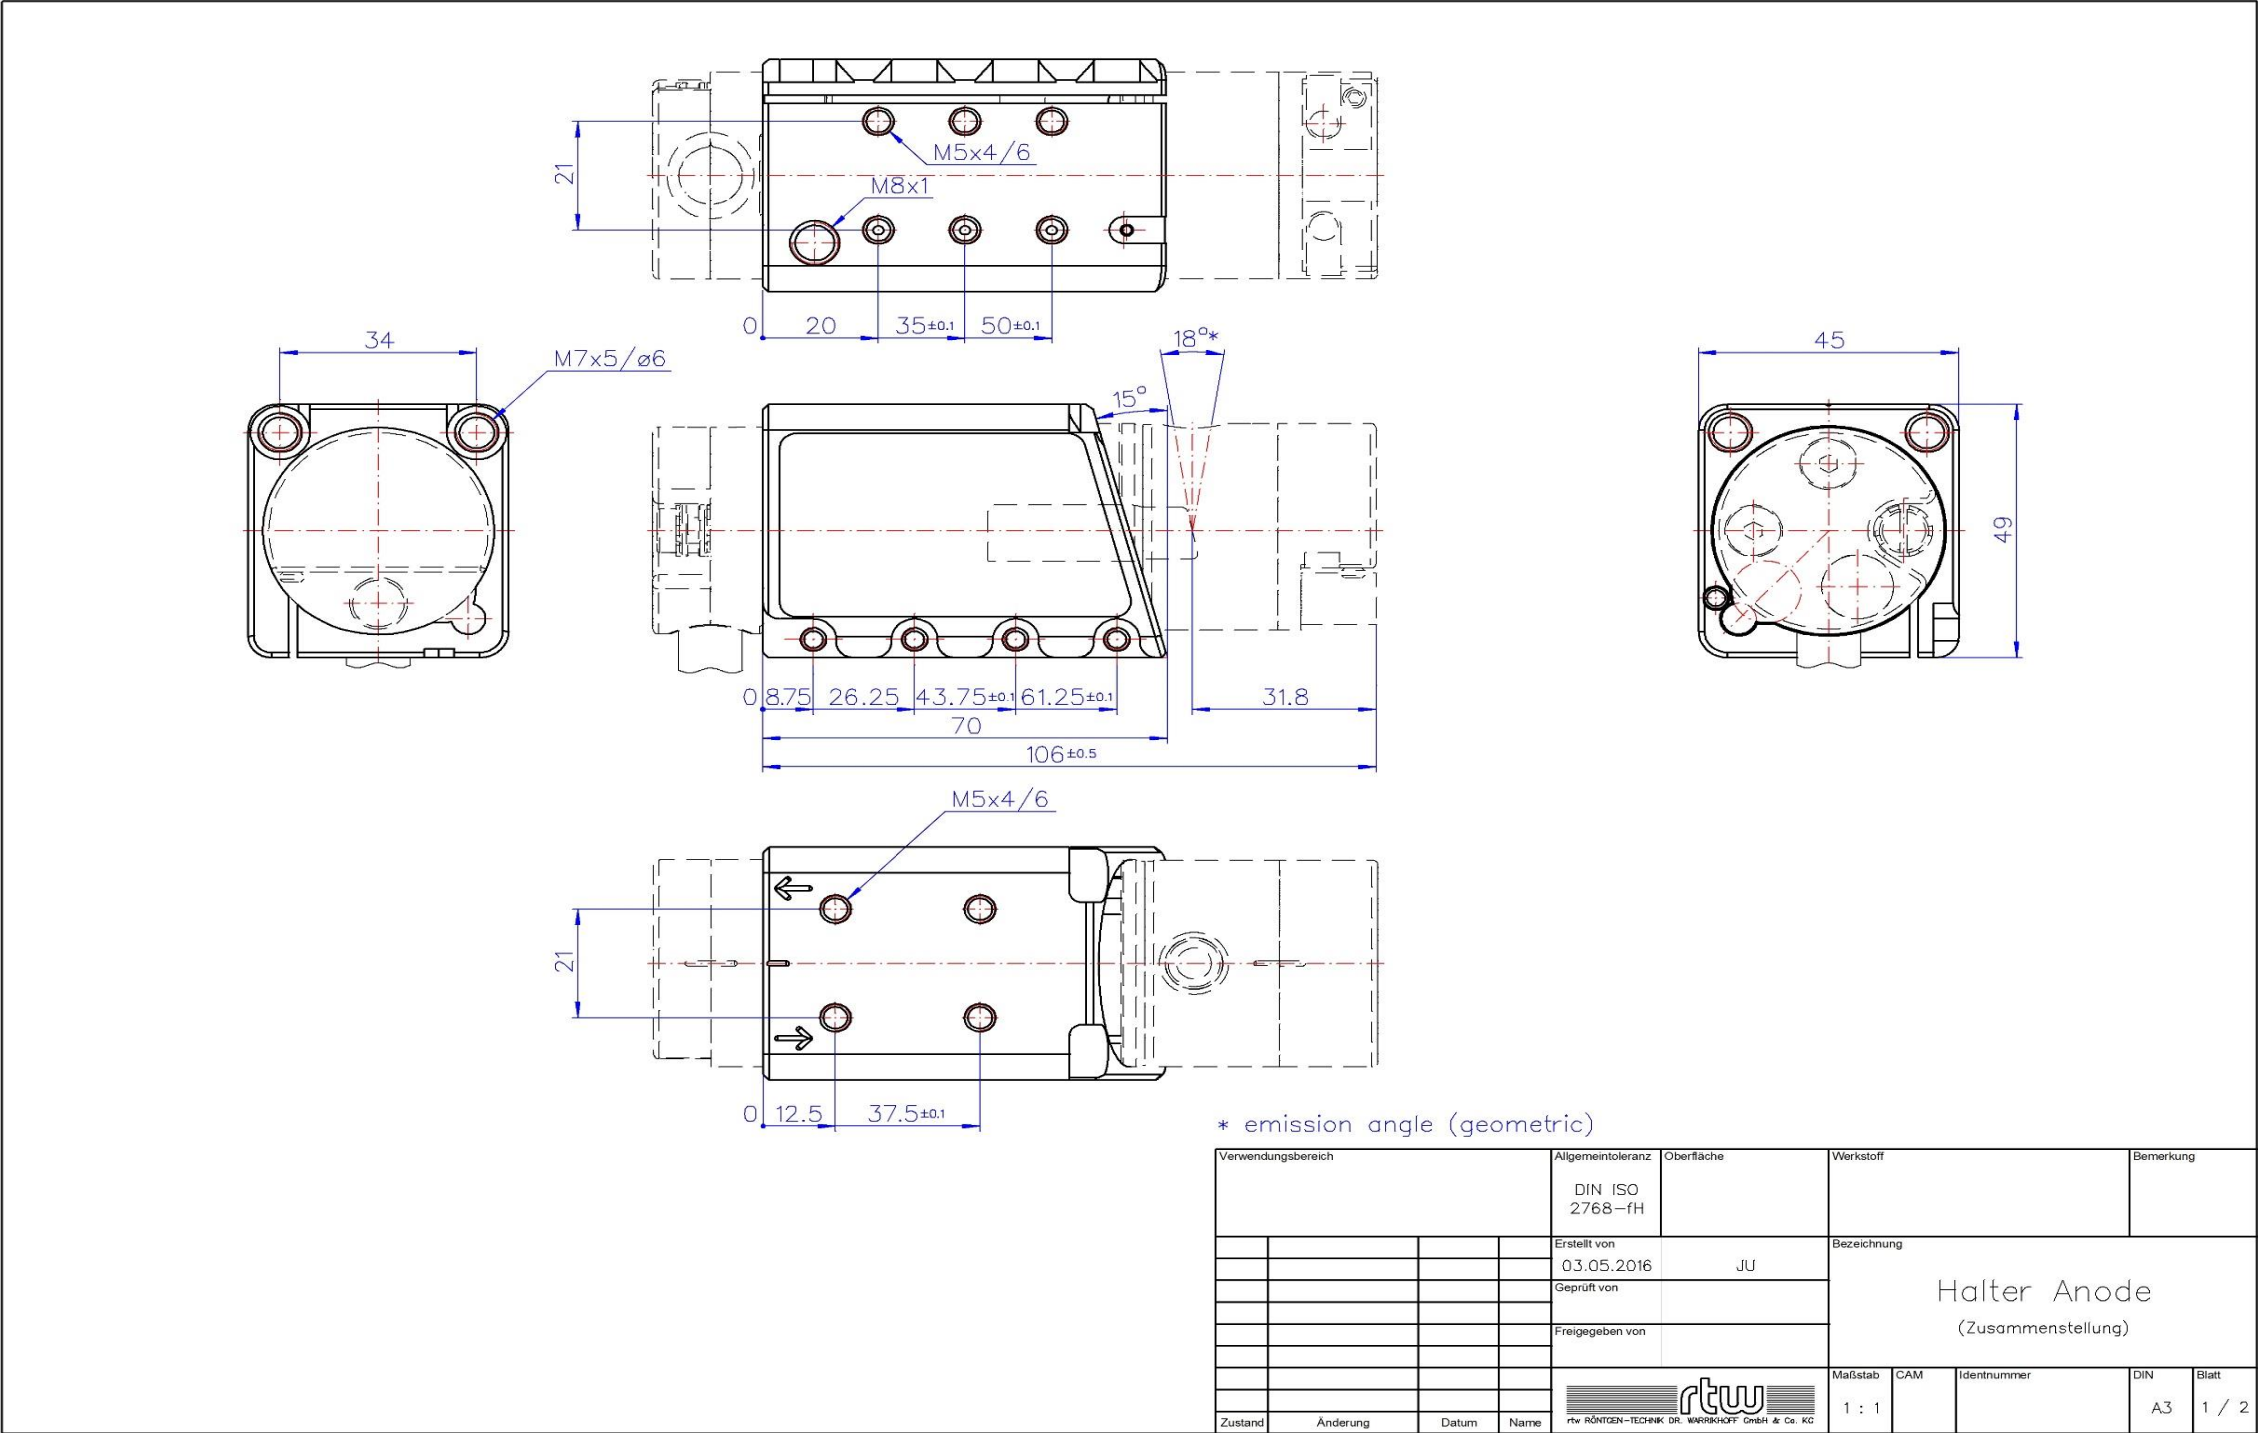 M5x4/6
21
M8x1
0 20 35±0.1 50±0.1
18°*
34
M7x5/ø6
15°
45
49
0 8.75 26.25 43.75±0.1 61.25±0.1 31.8
70
106±0.5
M5x4/6
21
0 12.5 37.5±0.1
* emission angle (geometric)
Verwendungsbereich Allgemeintoleranz Oberfläche Werkstoff Bemerkung
DIN ISO
2768-fH
Erstellt von Bezeichnung
03.05.2016 JU
Geprüft von
Halter Anode
(Zusammenstellung)
Freigegeben von
Maßstab CAM Identnummer DIN Blatt
rtw
1 : 1 A3 1 / 2
Zustand Änderung Datum Name
rtw RÖNTGEN-TECHNIK DR. WARRIKHOFF GmbH & Co. KG